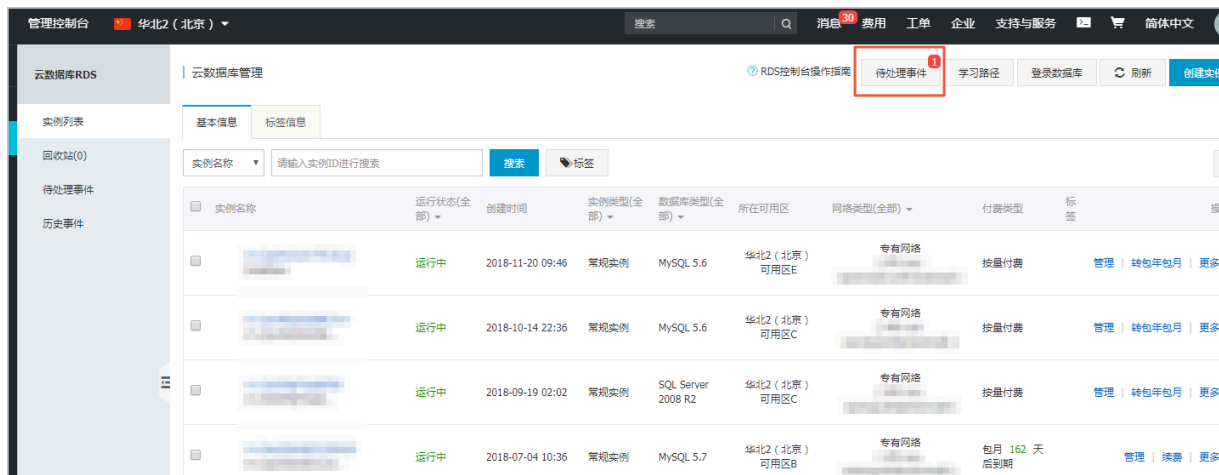 管理控制台 华北2（北京） 搜索 消息 30 费用 工单 企业 支持与服务 简体中文
云数据库RDS
云数据库管理
RDS控制台操作指南 待处理事件 1 学习路径 登录数据库 刷新 创建实
实例列表
回收站(0)
待处理事件
历史事件
基本信息 标签信息
实例名称 请输入实例ID进行搜索 搜索 标签
实例名称 运行状态(全部) 创建时间 实例类型(全部) 数据库类型(全部) 所在可用区 网络类型(全部) 付费类型 标签
运行中 2018-11-20 09:46 常规实例 MySQL 5.6 华北2（北京）可用区E 专有网络 按量付费 管理 | 转包年包月 | 更多
运行中 2018-10-14 22:36 常规实例 MySQL 5.6 华北2（北京）可用区C 专有网络 按量付费 管理 | 转包年包月 | 更多
运行中 2018-09-19 02:02 常规实例 SQL Server 2008 R2 华北2（北京）可用区C 专有网络 按量付费 管理 | 转包年包月 | 更多
运行中 2018-07-04 10:36 常规实例 MySQL 5.7 华北2（北京）可用区B 专有网络 包月 162 天后到期 管理 | 续费 | 更多